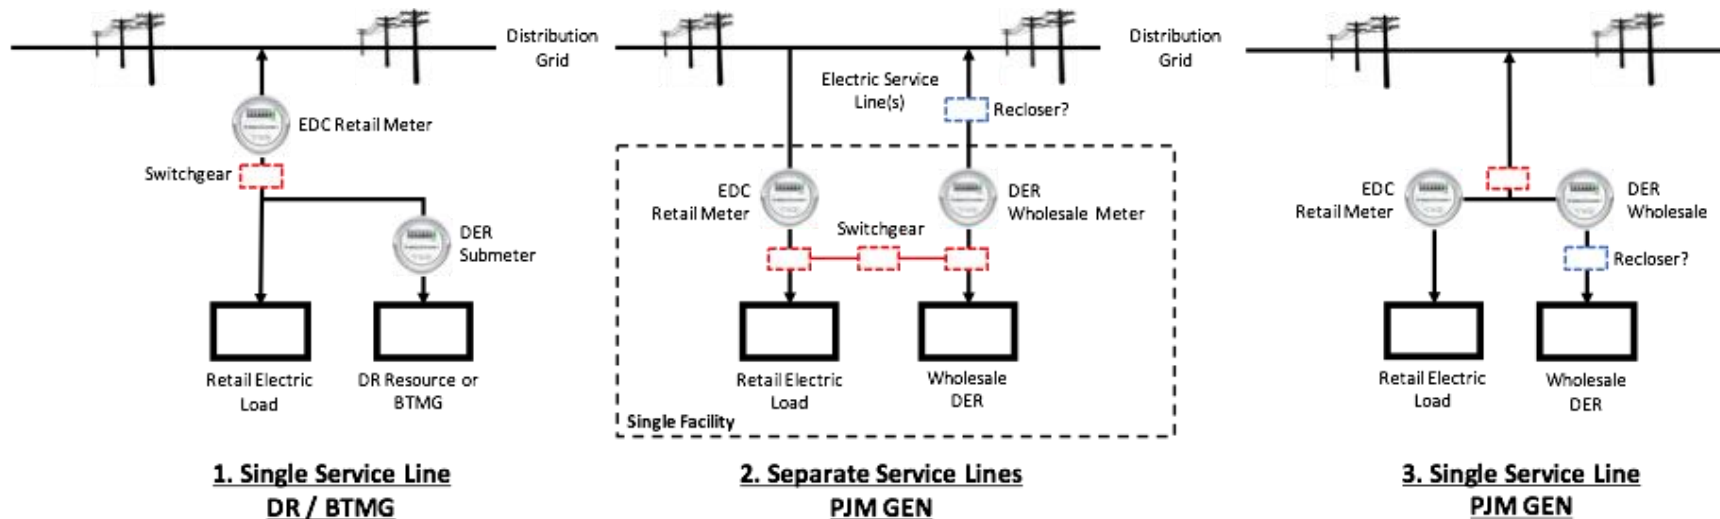 Distribution
Grid
EDC Retail Meter
Switchgear
DER
Submeter
Retail Electric
Load
DR Resource or
BTMG
1. Single Service Line
DR / BTMG
Distribution
Grid
Electric Service
Line(s)
Recloser?
EDC
Retail Meter
DER
Wholesale Meter
Switchgear
Retail Electric
Load
Wholesale
DER
Single Facility
2. Separate Service Lines
PJM GEN
EDC
Retail Meter
DER
Wholesale
Recloser?
Retail Electric
Load
Wholesale
DER
3. Single Service Line
PJM GEN